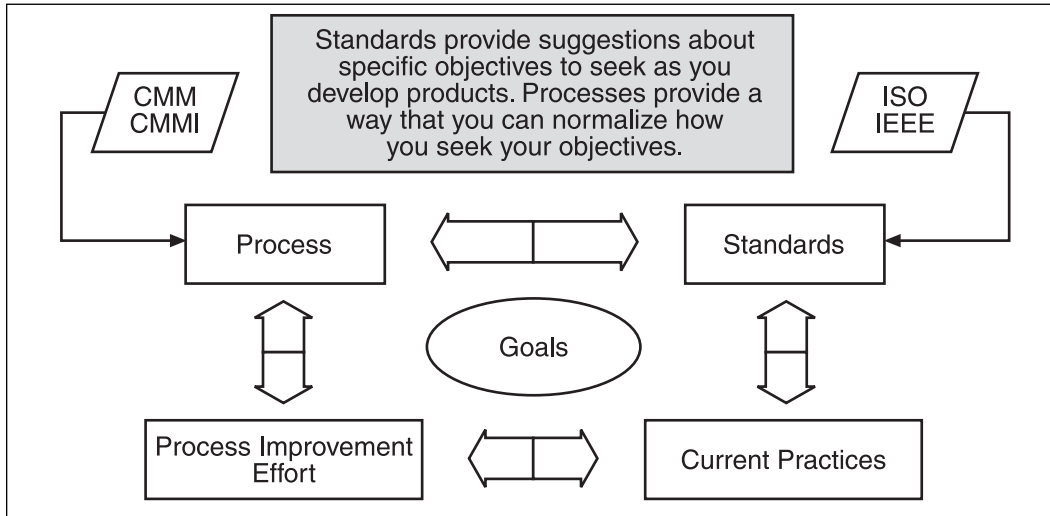 Standards provide suggestions about
specific objectives to seek as you
develop products. Processes provide a
way that you can normalize how
you seek your objectives.
CMM
CMMI
ISO
IEEE
Process
Standards
Goals
Process Improvement
Effort
Current Practices